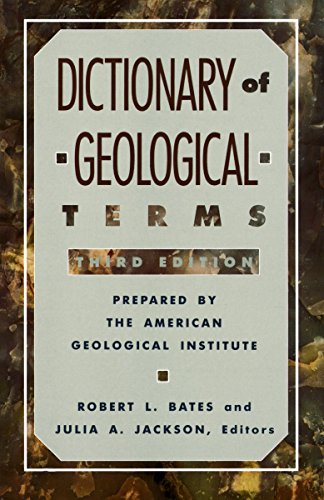 DICTIONARY of
GEOLOGICAL
TERMS
THIRD EDITION
PREPARED BY
THE AMERICAN
GEOLOGICAL INSTITUTE
ROBERT L. BATES and
JULIA A. JACKSON, Editors